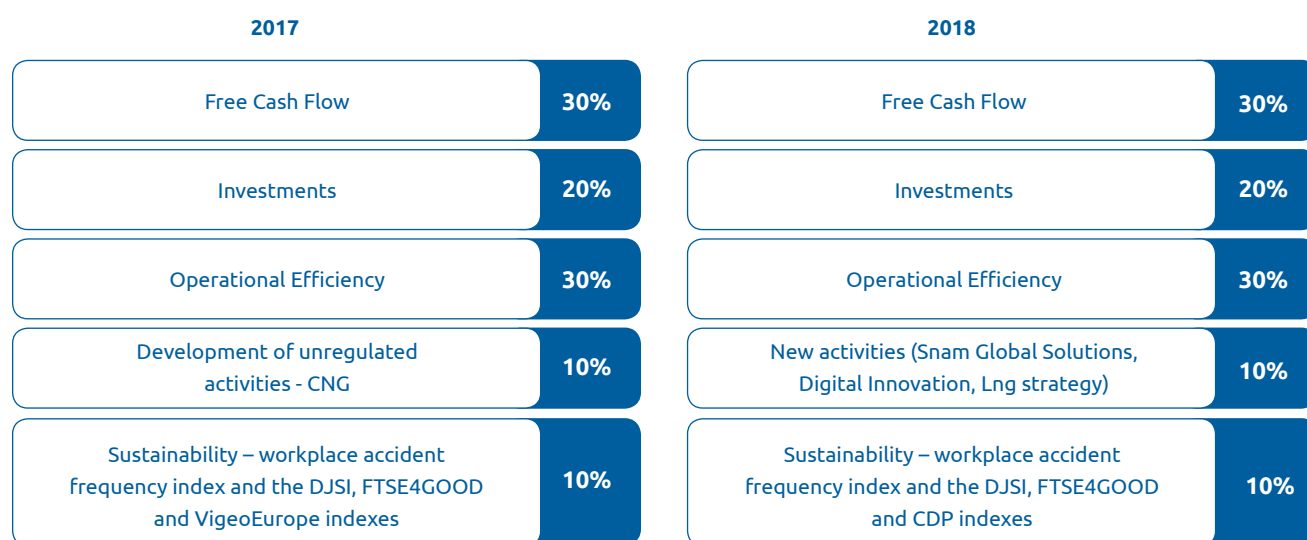 2017
Free Cash Flow 30%
Investments 20%
Operational Efficiency 30%
Development of unregulated
activities - CNG
10%
Sustainability – workplace accident
frequency index and the DJSI, FTSE4GOOD
and VigeoEurope indexes
10%
2018
Free Cash Flow 30%
Investments 20%
Operational Efficiency 30%
New activities (Snam Global Solutions,
Digital Innovation, Lng strategy)
10%
Sustainability – workplace accident
frequency index and the DJSI, FTSE4GOOD
and CDP indexes
10%